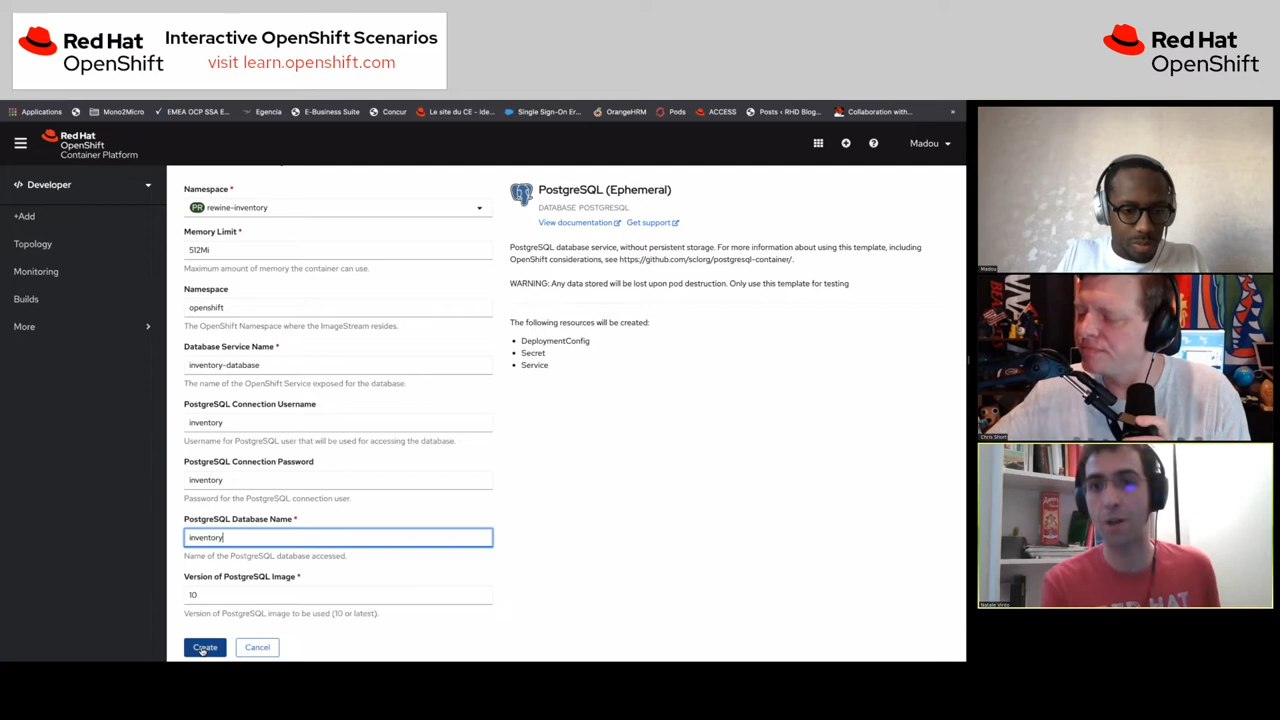 Red Hat
OpenShift
Interactive OpenShift Scenarios
visit learn.openshift.com
Red Hat
OpenShift
Applications
Mono2Micro
EMEA OCP SSA E...
Egencia
E-Business Suite
Concur
Le site du CE - Ide...
Single Sign-On Er...
OrangeHRM
Pods
ACCESS
Posts ‹ RHD Blog...
Collaboration with...
»
Red Hat
OpenShift
Container Platform
Madou
Developer
+Add
Topology
Monitoring
Builds
More
Namespace *
PR rewine-inventory
Memory Limit *
512Mi
Maximum amount of memory the container can use.
Namespace
openshift
The OpenShift Namespace where the ImageStream resides.
Database Service Name *
inventory-database
The name of the OpenShift Service exposed for the database.
PostgreSQL Connection Username
inventory
Username for PostgreSQL user that will be used for accessing the database.
PostgreSQL Connection Password
inventory
Password for the PostgreSQL connection user.
PostgreSQL Database Name *
inventory
Name of the PostgreSQL database accessed.
Version of PostgreSQL Image *
10
Version of PostgreSQL image to be used (10 or latest).
Create
Cancel
PostgreSQL (Ephemeral)
DATABASE POSTGRESQL
View documentation
Get support
PostgreSQL database service, without persistent storage. For more information about using this template, including
OpenShift considerations, see https://github.com/sclorg/postgresql-container/.
WARNING: Any data stored will be lost upon pod destruction. Only use this template for testing
The following resources will be created:
• DeploymentConfig
• Secret
• Service
Madou
Chris Short
Natale Vinto